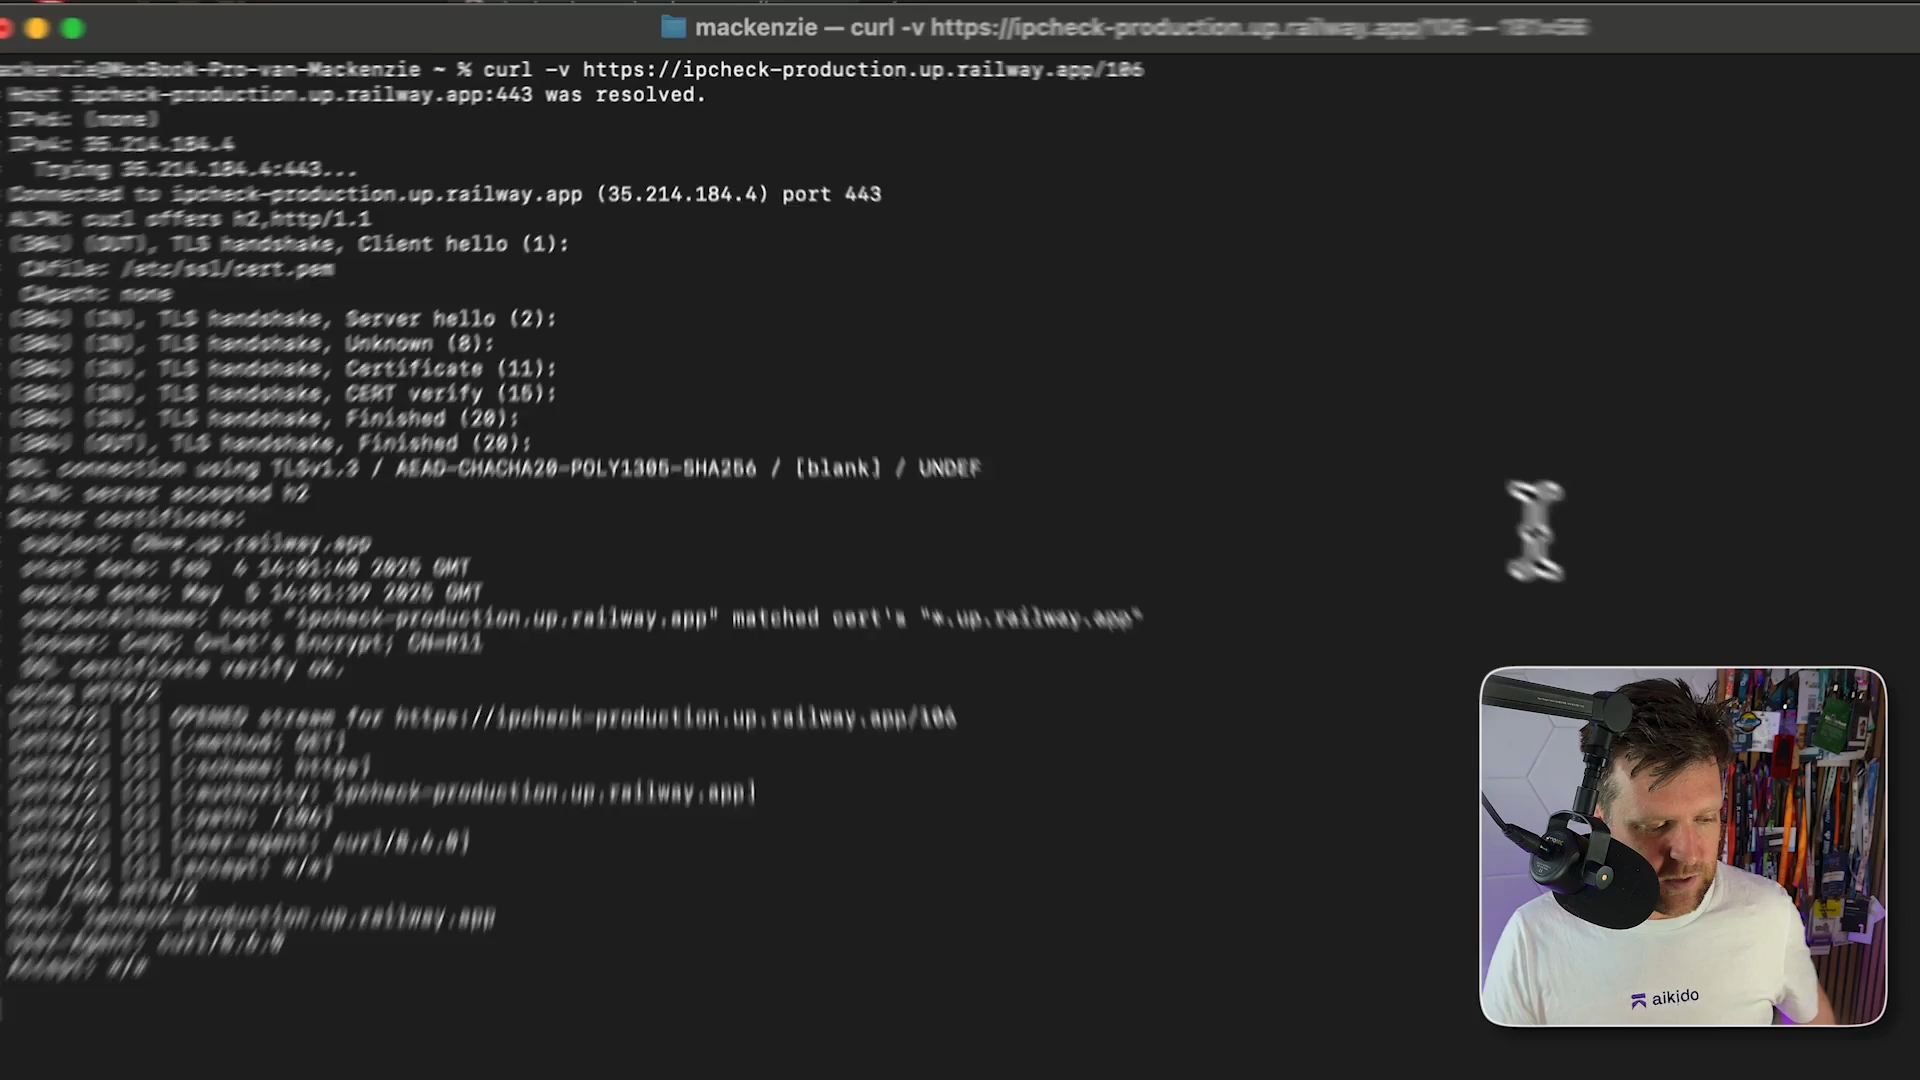 mackenzie — curl -v https://ipcheck-production.up.railway.app/106 — 181×56
mackenzie@MacBook-Pro-van-Mackenzie ~ % curl -v https://ipcheck-production.up.railway.app/106
Host ipcheck-production.up.railway.app:443 was resolved.
IPv6: (none)
IPv4: 35.214.184.4
Trying 35.214.184.4:443...
Connected to ipcheck-production.up.railway.app (35.214.184.4) port 443
ALPN: curl offers h2,http/1.1
(304) (OUT), TLS handshake, Client hello (1):
CAfile: /etc/ssl/cert.pem
CApath: none
(304) (IN), TLS handshake, Server hello (2):
(304) (IN), TLS handshake, Unknown (8):
(304) (IN), TLS handshake, Certificate (11):
(304) (IN), TLS handshake, CERT verify (15):
(304) (IN), TLS handshake, Finished (20):
(304) (OUT), TLS handshake, Finished (20):
SSL connection using TLSv1.3 / AEAD-CHACHA20-POLY1305-SHA256 / [blank] / UNDEF
ALPN: server accepted h2
Server certificate:
subject: CN=*.up.railway.app
start date: Feb 4 14:01:40 2025 GMT
expire date: May 5 14:01:39 2025 GMT
subjectAltName: host "ipcheck-production.up.railway.app" matched cert's "*.up.railway.app"
issuer: C=US; O=Let's Encrypt; CN=R11
SSL certificate verify ok.
using HTTP/2
[HTTP/2] [1] OPENED stream for https://ipcheck-production.up.railway.app/106
[HTTP/2] [1] [:method: GET]
[HTTP/2] [1] [:scheme: https]
[HTTP/2] [1] [:authority: ipcheck-production.up.railway.app]
[HTTP/2] [1] [:path: /106]
[HTTP/2] [1] [user-agent: curl/8.6.0]
[HTTP/2] [1] [accept: */*]
GET /106 HTTP/2
Host: ipcheck-production.up.railway.app
User-Agent: curl/8.6.0
Accept: */*
aikido